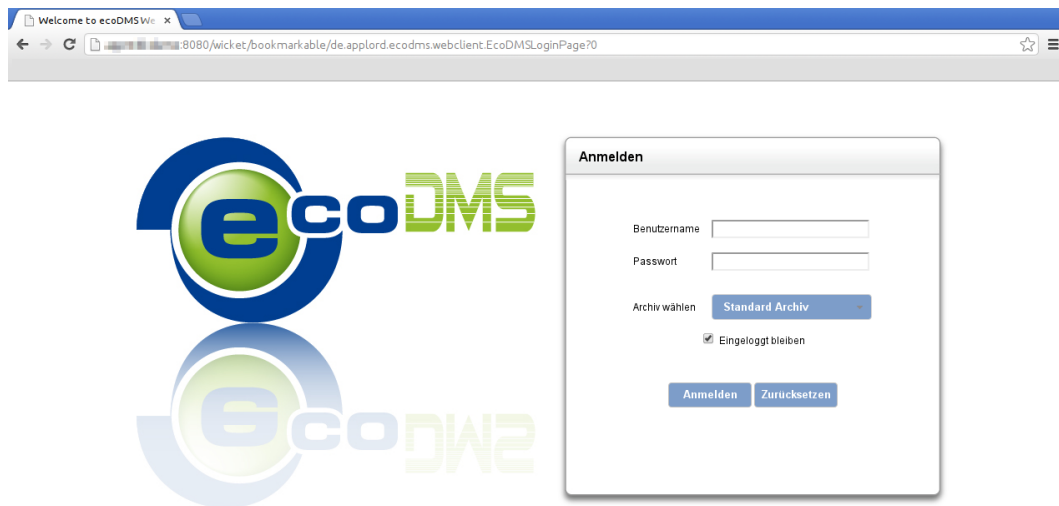 Welcome to ecoDMS We
:8080/wicket/bookmarkable/de.applord.ecodms.webclient.EcoDMSLoginPage?0
ecoDMS
Anmelden
Benutzername
Passwort
Archiv wählen Standard Archiv
Eingeloggt bleiben
Anmelden Zurücksetzen